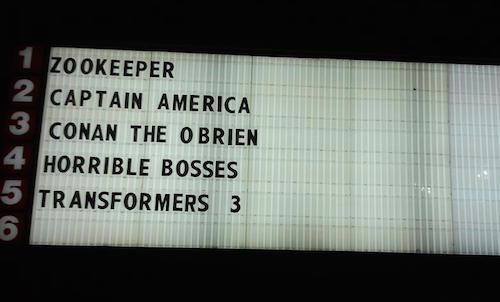 1 ZOOKEEPER
2 CAPTAIN AMERICA
3 CONAN THE OBRIEN
4 HORRIBLE BOSSES
5 TRANSFORMERS 3
6